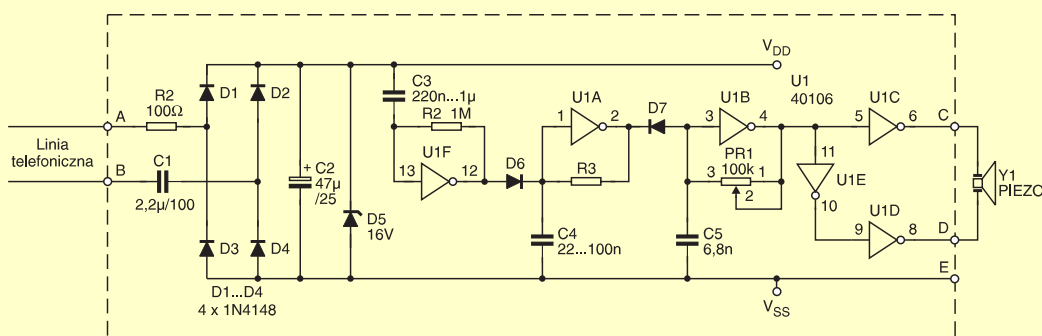 Linia
telefoniczna
A
B
R2
100Ω
C1
2,2µ/100
D1
D2
D3
D4
D1...D4
4 x 1N4148
+
C2
47µ
/25
D5
16V
C3
220n...1µ
R2 1M
U1F
13
12
D6
C4
22...100n
U1A
1
2
R3
D7
C5
6,8n
U1B
3
4
PR1
100k
3
1
2
VDD
U1
40106
VSS
11
U1E
10
U1C
5
6
U1D
9
8
C
D
E
Y1
PIEZO